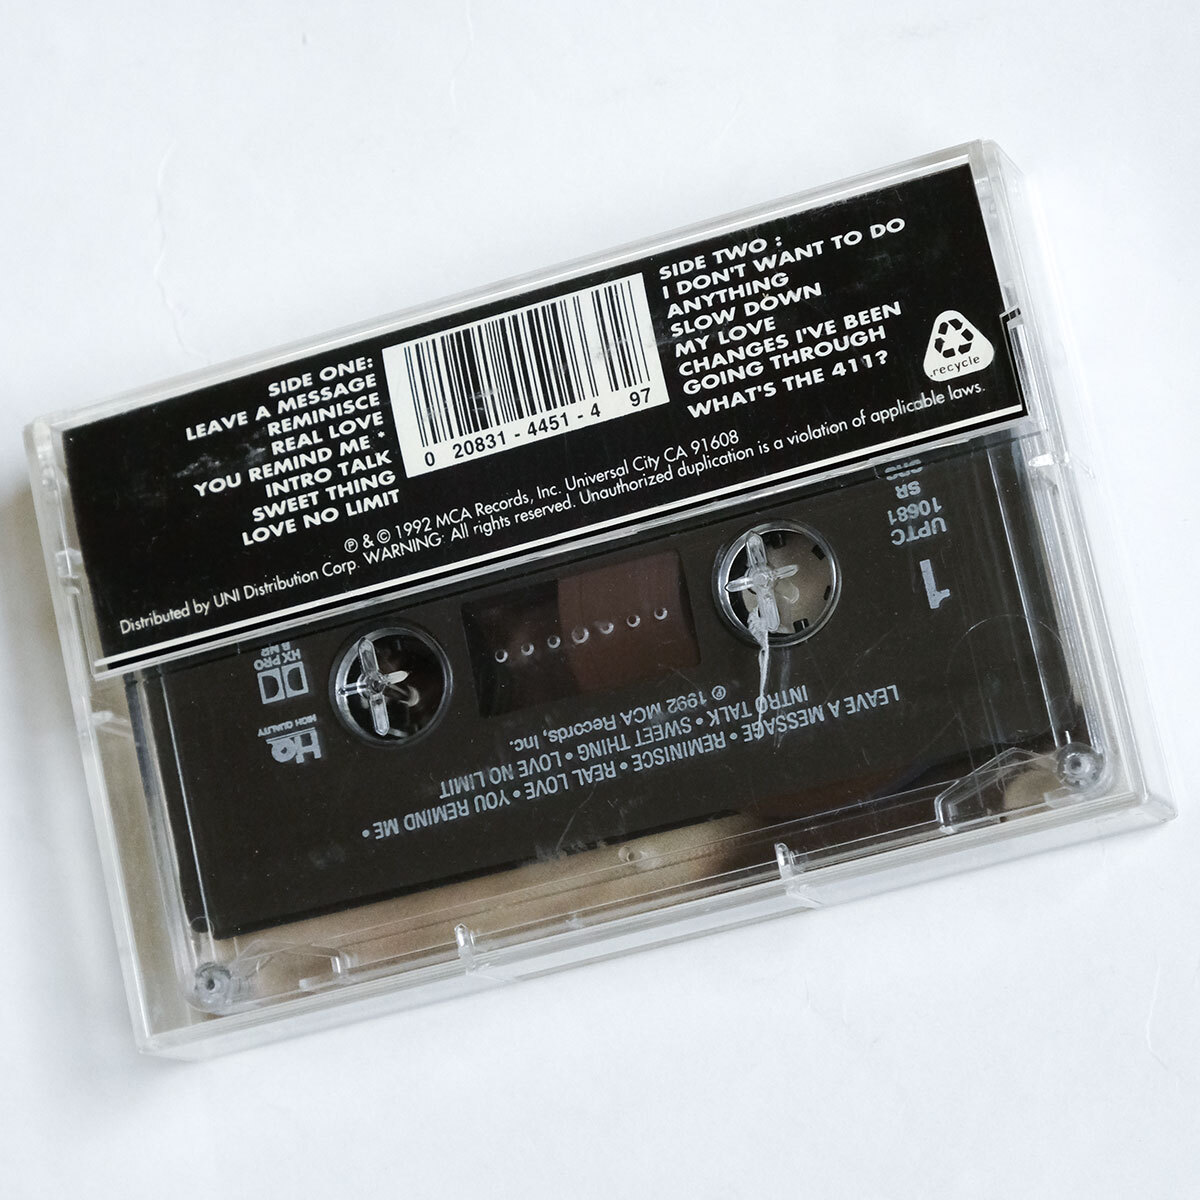 SIDE ONE:
LEAVE A MESSAGE
REMINISCE
REAL LOVE
YOU REMIND ME *
INTRO TALK
SWEET THING
LOVE NO LIMIT
0 20831 - 4451 - 4 97
SIDE TWO :
I DON'T WANT TO DO
ANYTHING
SLOW DOWN
MY LOVE
CHANGES I'VE BEEN
GOING THROUGH
WHAT'S THE 411?
recycle
℗ & © 1992 MCA Records, Inc. Universal City CA 91608
Distributed by UNI Distribution Corp. WARNING: All rights reserved. Unauthorized duplication is a violation of applicable laws.
1
UPTC
10681
SR
HX PRO
HQ
HIGH QUALITY
LEAVE A MESSAGE • REMINISCE • REAL LOVE • YOU REMIND ME •
INTRO TALK • SWEET THING • LOVE NO LIMIT
℗ 1992 MCA Records, Inc.